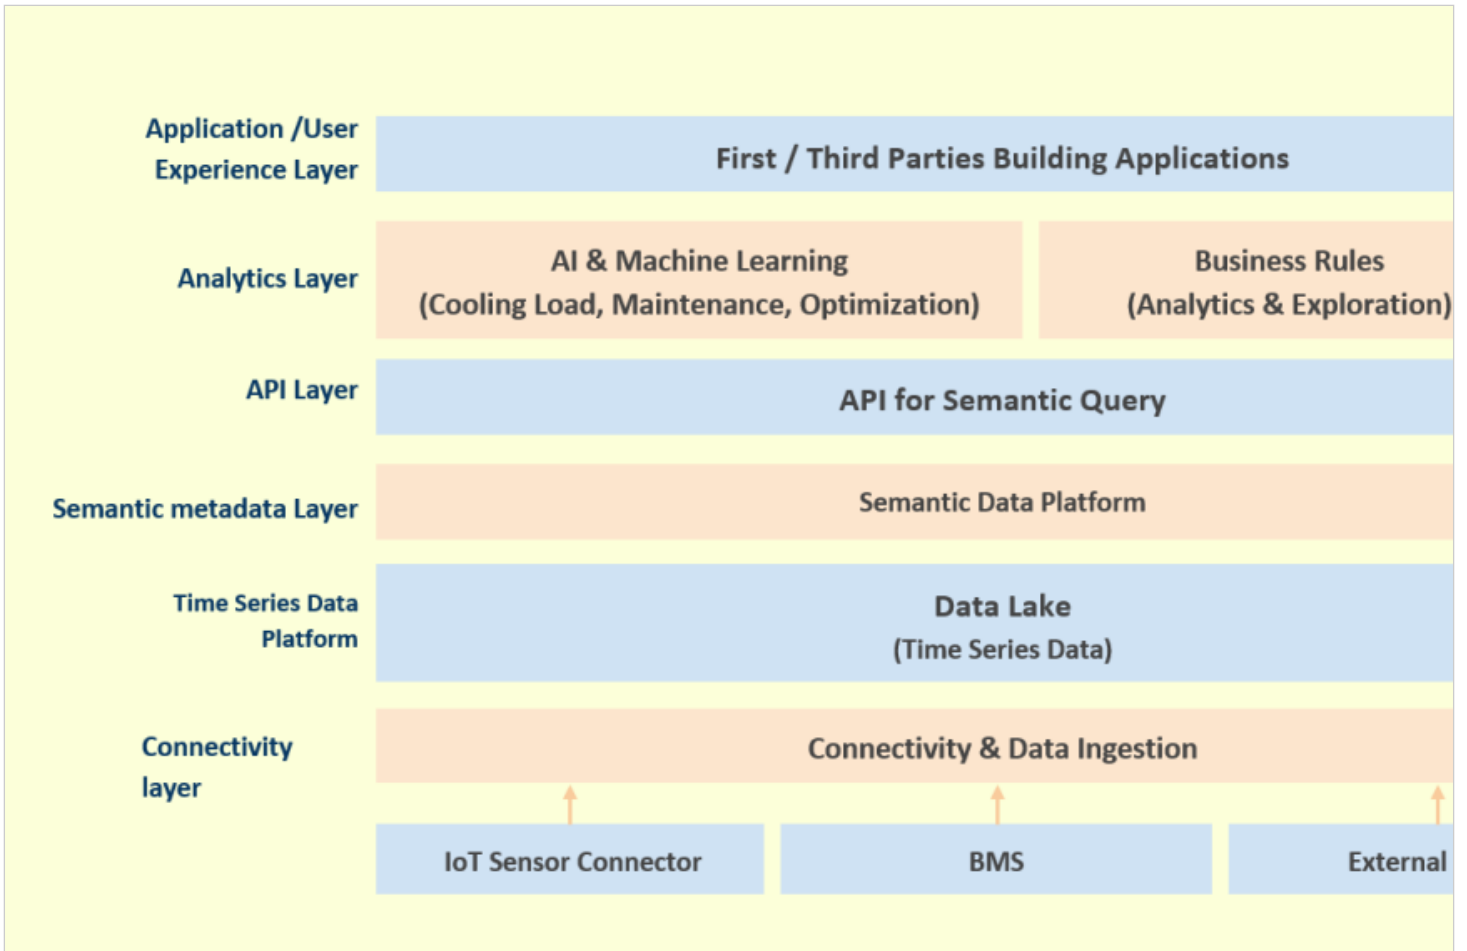 Application /User
Experience Layer
First / Third Parties Building Applications
Analytics Layer
AI & Machine Learning
(Cooling Load, Maintenance, Optimization)
Business Rules
(Analytics & Exploration)
API Layer
API for Semantic Query
Semantic metadata Layer
Semantic Data Platform
Time Series Data
Platform
Data Lake
(Time Series Data)
Connectivity
layer
Connectivity & Data Ingestion
IoT Sensor Connector
BMS
External